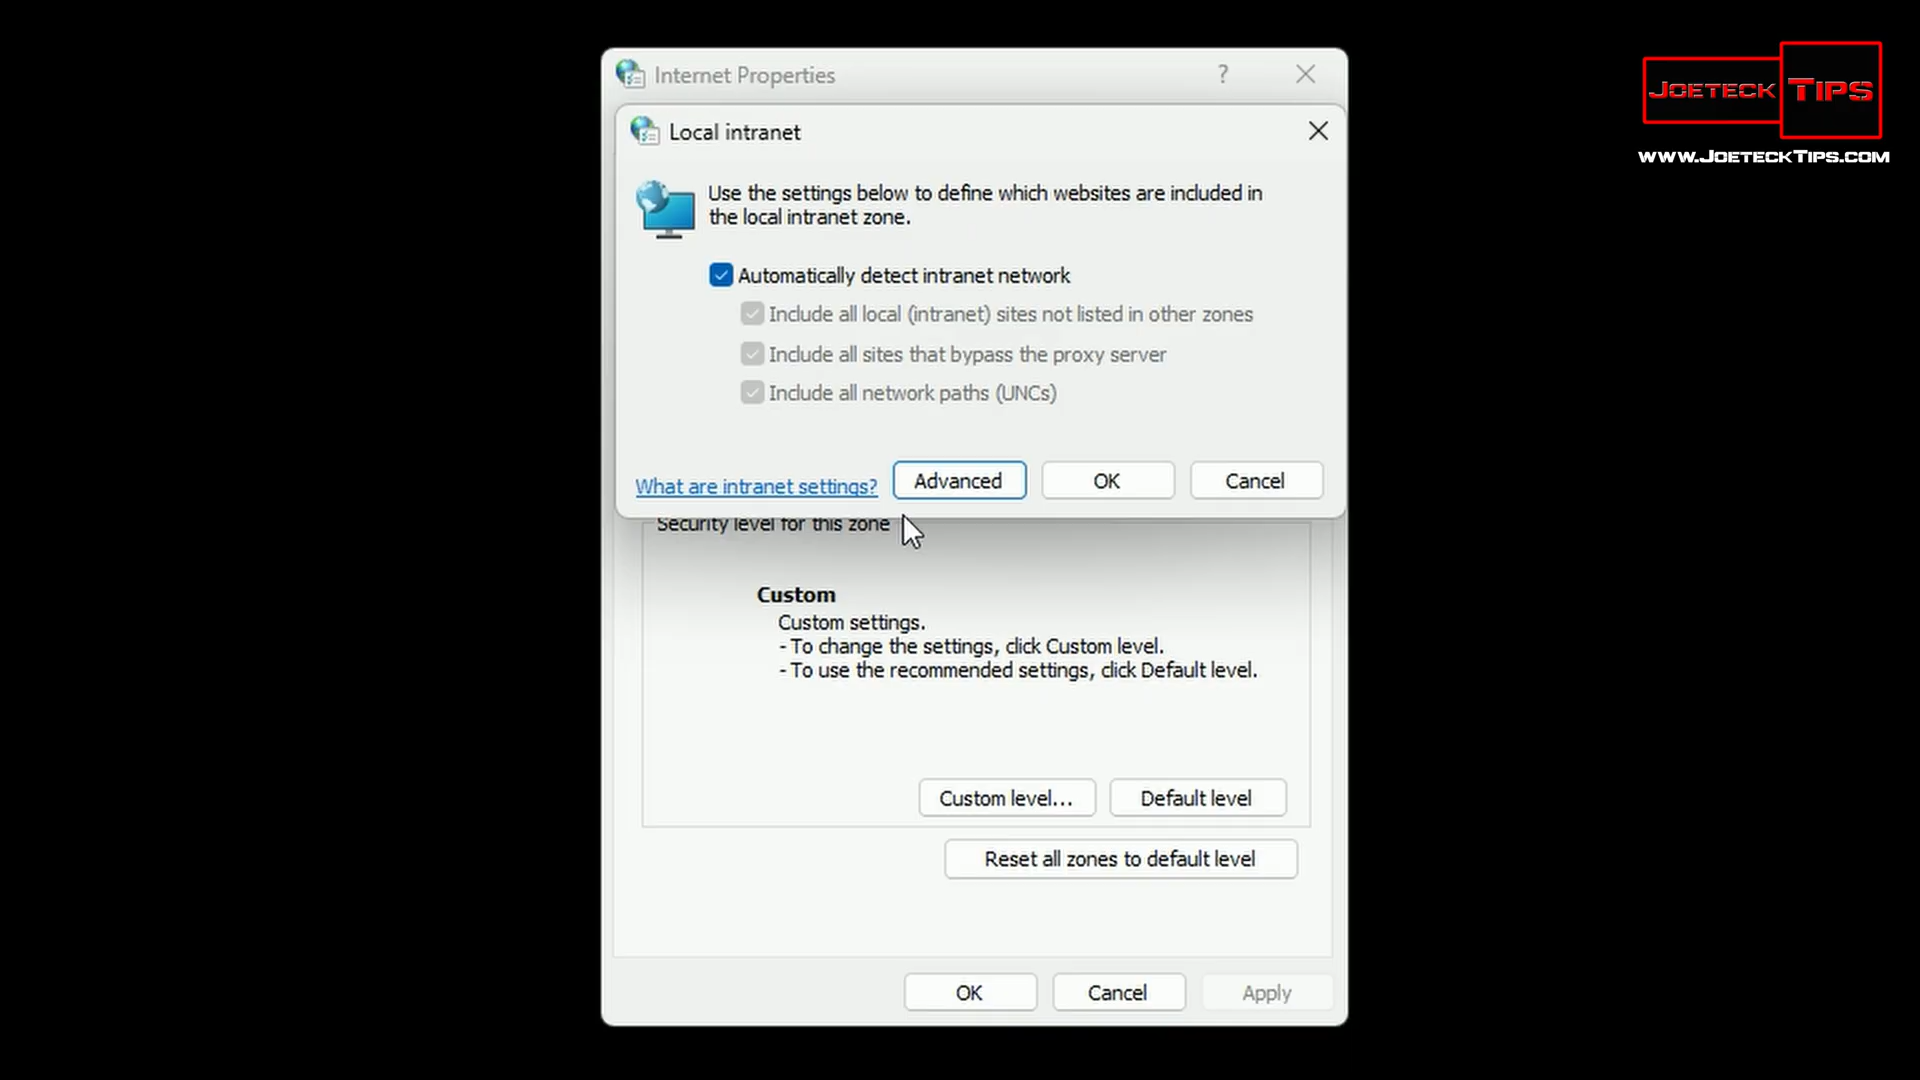 Internet Properties
?
JOETECK TIPS
WWW.JOETECKTIPS.COM
Local intranet
Use the settings below to define which websites are included in
the local intranet zone.
Automatically detect intranet network
Include all local (intranet) sites not listed in other zones
Include all sites that bypass the proxy server
Include all network paths (UNCs)
What are intranet settings?
Advanced
OK
Cancel
Security level for this zone
Custom
Custom settings.
- To change the settings, click Custom level.
- To use the recommended settings, click Default level.
Custom level...
Default level
Reset all zones to default level
OK
Cancel
Apply